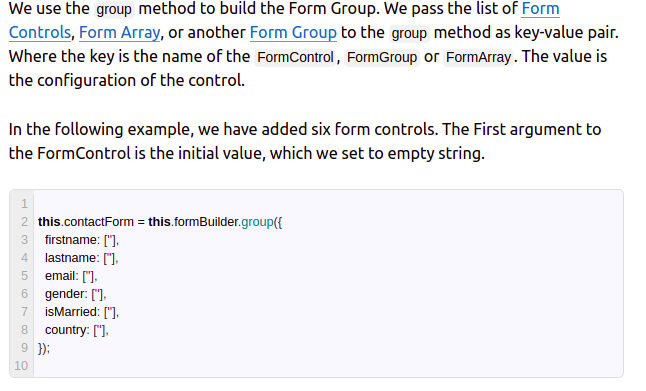 We use the group method to build the Form Group. We pass the list of Form
Controls, Form Array, or another Form Group to the group method as key-value pair.
Where the key is the name of the FormControl, FormGroup or FormArray. The value is
the configuration of the control.
In the following example, we have added six form controls. The First argument to
the FormControl is the initial value, which we set to empty string.
1
2 this.contactForm = this.formBuilder.group({
3 firstname: [''],
4 lastname: [''],
5 email: [''],
6 gender: [''],
7 isMarried: [''],
8 country: [''],
9 });
10